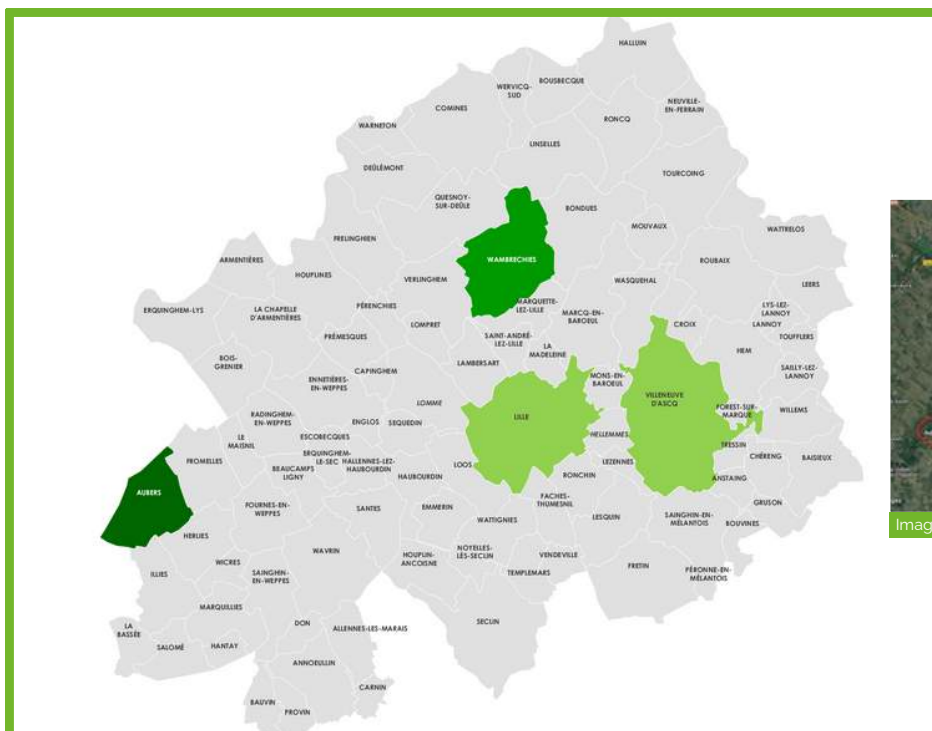 HALLUIN
BOUSBECQUE
WERVICQ-
SUD
NEUVILLE-
EN-FERRAIN
COMINES
RONCQ
WARNETON
LINSELLES
DEÛLÉMONT
TOURCOING
QUESNOY-
SUR-DEÛLE
BONDUES
MOUVAUX
WATTRELOS
FRELINGHIEN
ARMENTIÈRES
WAMBRECHIES
ROUBAIX
HOUPLINES
VERLINGHEM
WASQUEHAL
LEERS
ERQUINGHEM-LYS
LA CHAPELLE
D'ARMENTIÈRES
PÉRENCHIES
MARQUETTE-
LEZ-LILLE
MARCQ-EN-
BAROEUL
LYS-LEZ-
LANNOY
LOMPRET
CROIX
LANNOY
PRÉMESQUES
SAINT-ANDRÉ-
LEZ-LILLE
TOUFFLERS
LA
MADELEINE
HEM
BOIS-
GRENIER
LAMBERSART
CAPINGHEM
SAILLY-LEZ-
LANNOY
ENNETIÈRES-
EN-WEPPES
MONS-EN-
BAROEUL
VILLENEUVE
D'ASCQ
LOMME
FOREST-SUR-
MARQUE
WILLEMS
RADINGHEM-
EN-WEPPES
LILLE
ENGLOS
SEQUEDIN
LE
MAISNIL
ESCOBECQUES
HELLEMMES
TRESSIN
ERQUINGHEM-
LE-SEC
CHÉRENG
BAISIEUX
FROMELLES
HALLENNES-LEZ-
HAUBOURDIN
LOOS
LEZENNES
BEAUCAMPS
LIGNY
HAUBOURDIN
RONCHIN
ANSTAING
AUBERS
FACHES-
THUMESNIL
GRUSON
FOURNES-EN-
WEPPES
SANTES
EMMERIN
LESQUIN
SAINGHIN-EN-
MÉLANTOIS
WATTIGNIES
BOUVINES
Imag
HERLIES
WAVRIN
HOUPLIN-
ANCOISNE
NOYELLES-
LÈS-SECLIN
VENDEVILLE
WICRES
FRETIN
ILLIES
SAINGHIN-
EN-WEPPES
TEMPLEMARS
PÉRONNE-EN-
MÉLANTOIS
MARQUILLIES
SECLIN
LA
BASSÉE
DON
ALLENNES-LES-MARAIS
SALOMÉ
HANTAY
ANNOEULLIN
CARNIN
BAUVIN
PROVIN